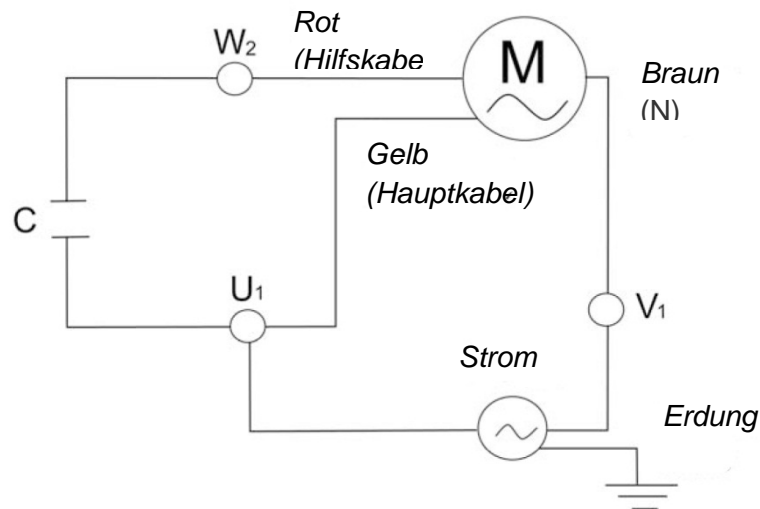 Rot
(Hilfskabe
W₂
M
Braun
(N)
Gelb
(Hauptkabel)
C
U₁
V₁
Strom
Erdung